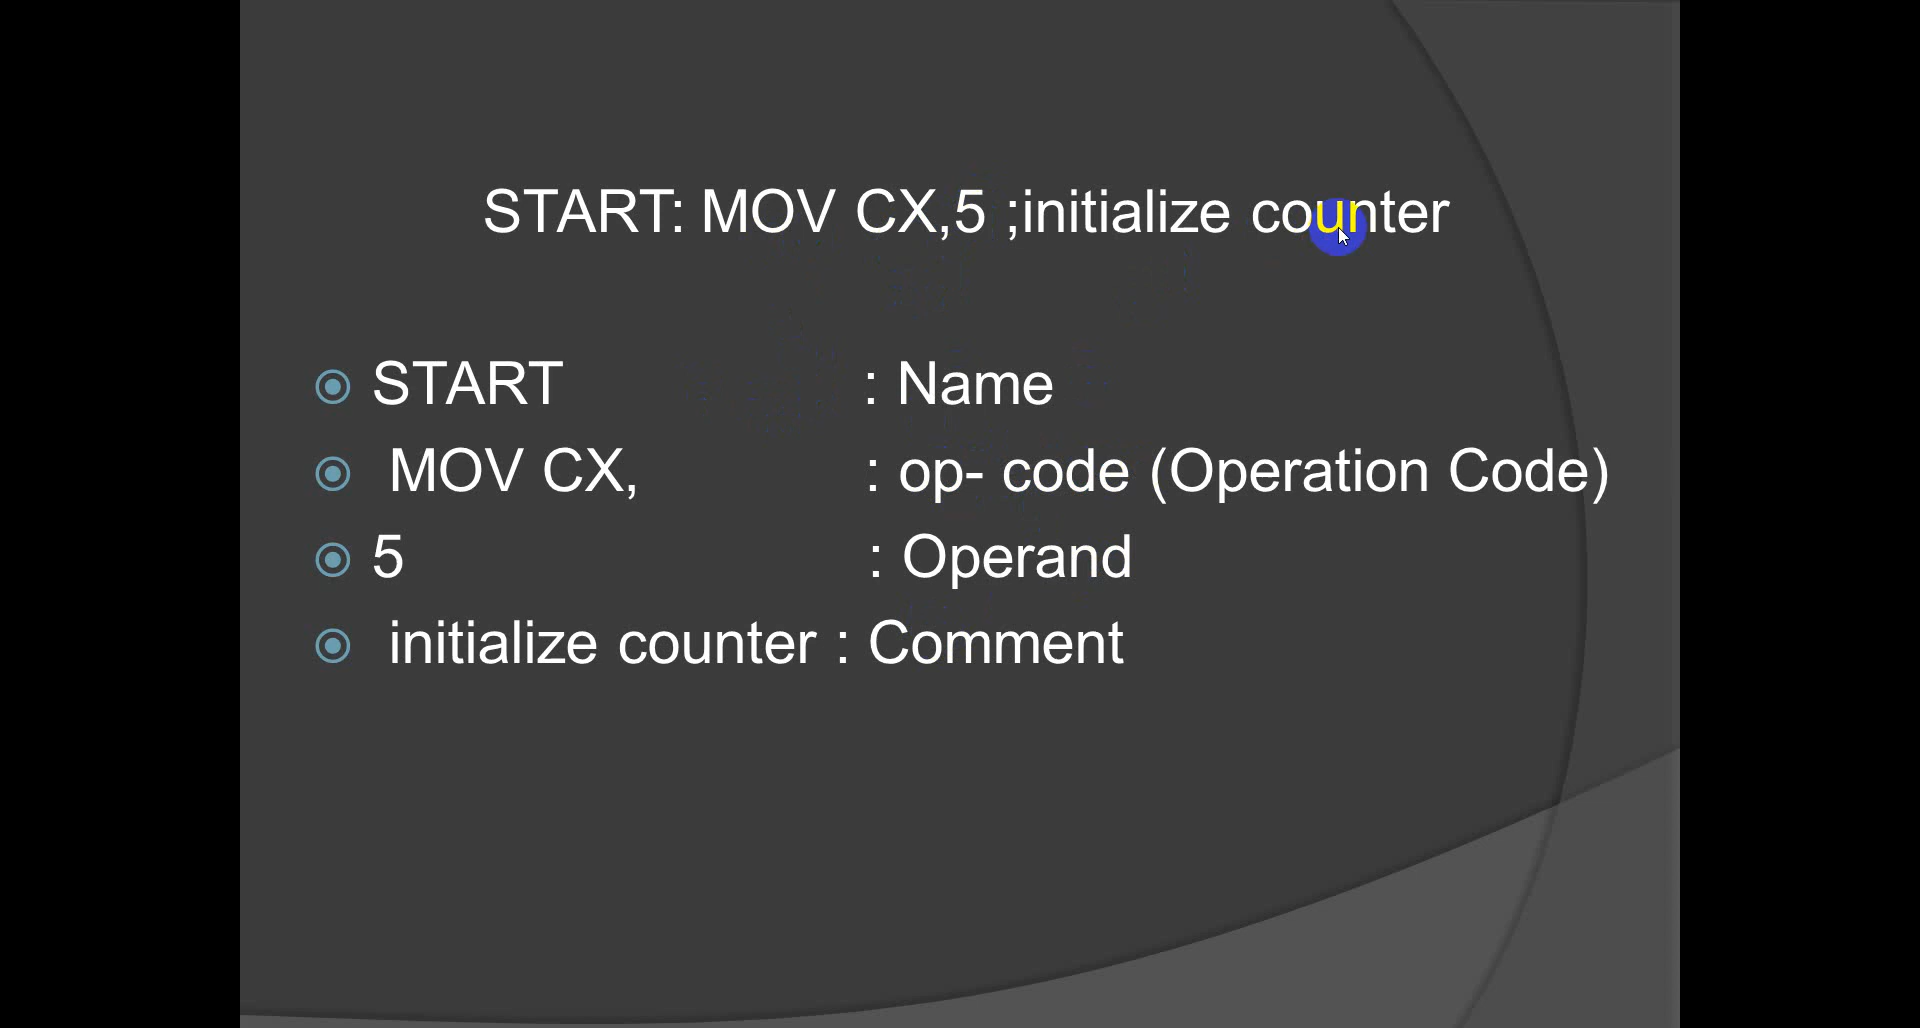 START: MOV CX,5 ;initialize counter
START : Name
MOV CX, : op- code (Operation Code)
5 : Operand
initialize counter : Comment